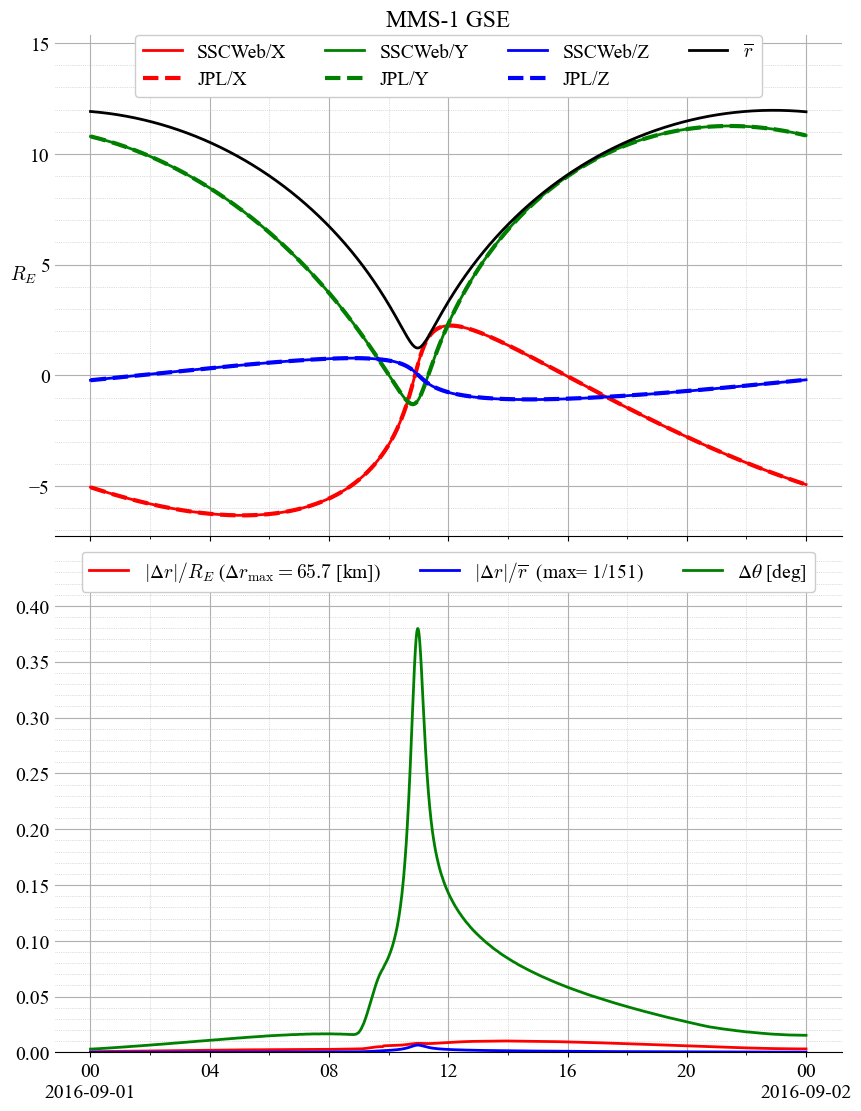 MMS-1 GSE
SSCWeb/X SSCWeb/Y SSCWeb/Z r̅
JPL/X JPL/Y JPL/Z
15
10
5
R_E
0
−5
|Δr|/R_E (Δr_max = 65.7 [km]) |Δr|/r̅ (max= 1/151) Δθ [deg]
0.40
0.35
0.30
0.25
0.20
0.15
0.10
0.05
0.00
00 04 08 12 16 20 00
2016-09-01 2016-09-02